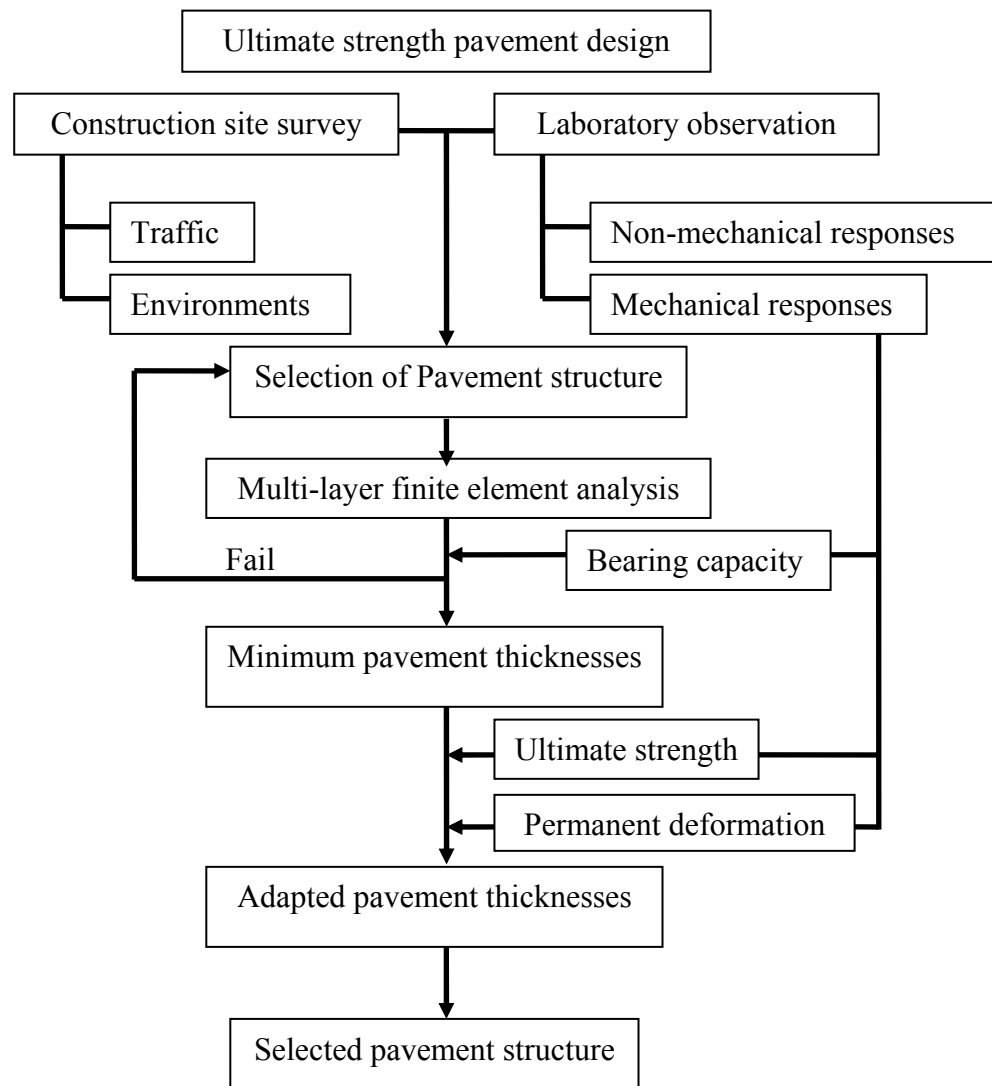 Ultimate strength pavement design
Construction site survey
Laboratory observation
Traffic
Non-mechanical responses
Environments
Mechanical responses
Selection of Pavement structure
Multi-layer finite element analysis
Fail
Bearing capacity
Minimum pavement thicknesses
Ultimate strength
Permanent deformation
Adapted pavement thicknesses
Selected pavement structure